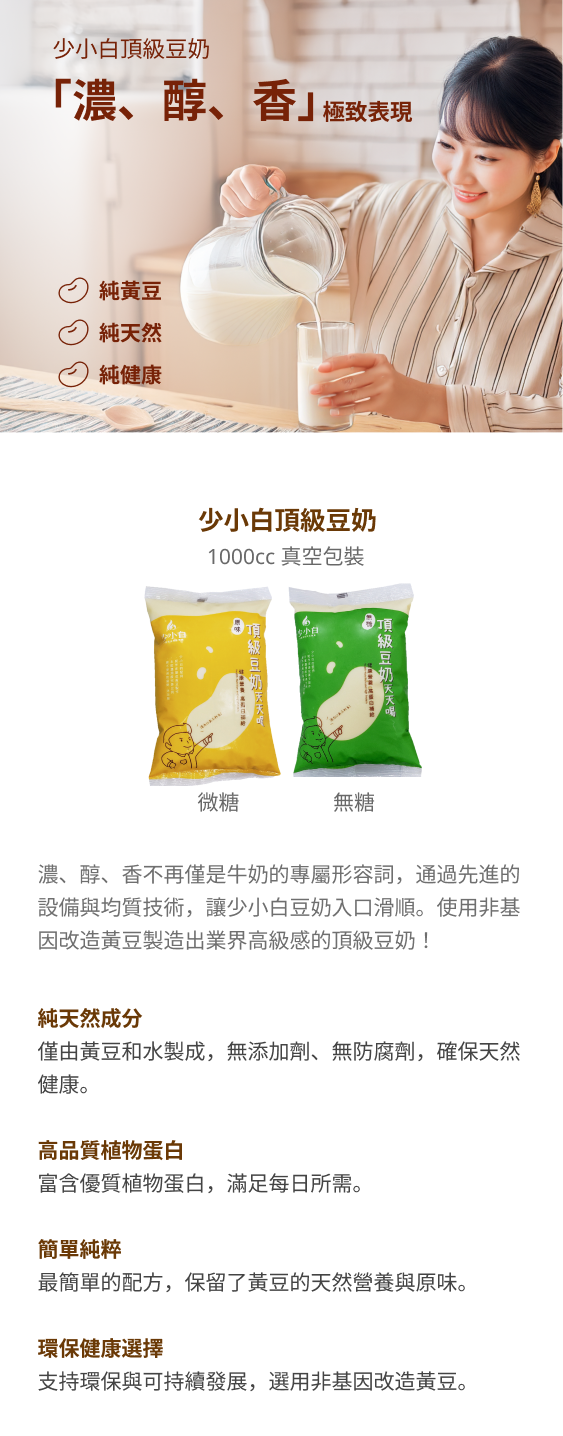 少小白頂級豆奶
「濃、醇、香」極致表現
純黃豆
純天然
純健康
少小白頂級豆奶
1000cc 真空包裝
原味
少小白
頂級豆奶天天喝
無糖
少小白
頂級豆奶天天喝
微糖
無糖
濃、醇、香不再僅是牛奶的專屬形容詞，通過先進的
設備與均質技術，讓少小白豆奶入口滑順。使用非基
因改造黃豆製造出業界高級感的頂級豆奶！
純天然成分
僅由黃豆和水製成，無添加劑、無防腐劑，確保天然
健康。
高品質植物蛋白
富含優質植物蛋白，滿足每日所需。
簡單純粹
最簡單的配方，保留了黃豆的天然營養與原味。
環保健康選擇
支持環保與可持續發展，選用非基因改造黃豆。